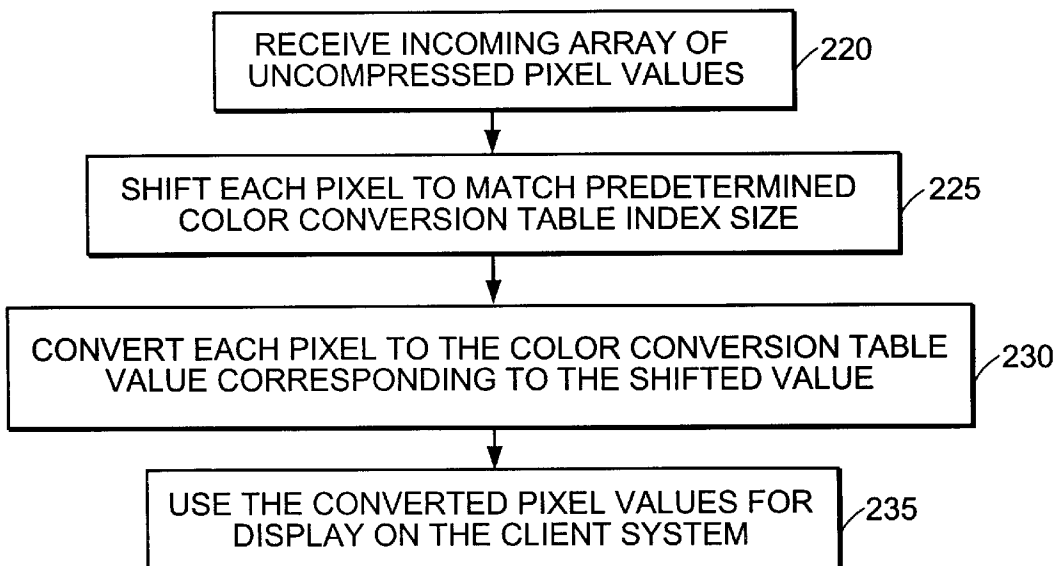 RECEIVE INCOMING ARRAY OF
UNCOMPRESSED PIXEL VALUES
220
SHIFT EACH PIXEL TO MATCH PREDETERMINED
COLOR CONVERSION TABLE INDEX SIZE
225
CONVERT EACH PIXEL TO THE COLOR CONVERSION TABLE
VALUE CORRESPONDING TO THE SHIFTED VALUE
230
USE THE CONVERTED PIXEL VALUES FOR
DISPLAY ON THE CLIENT SYSTEM
235